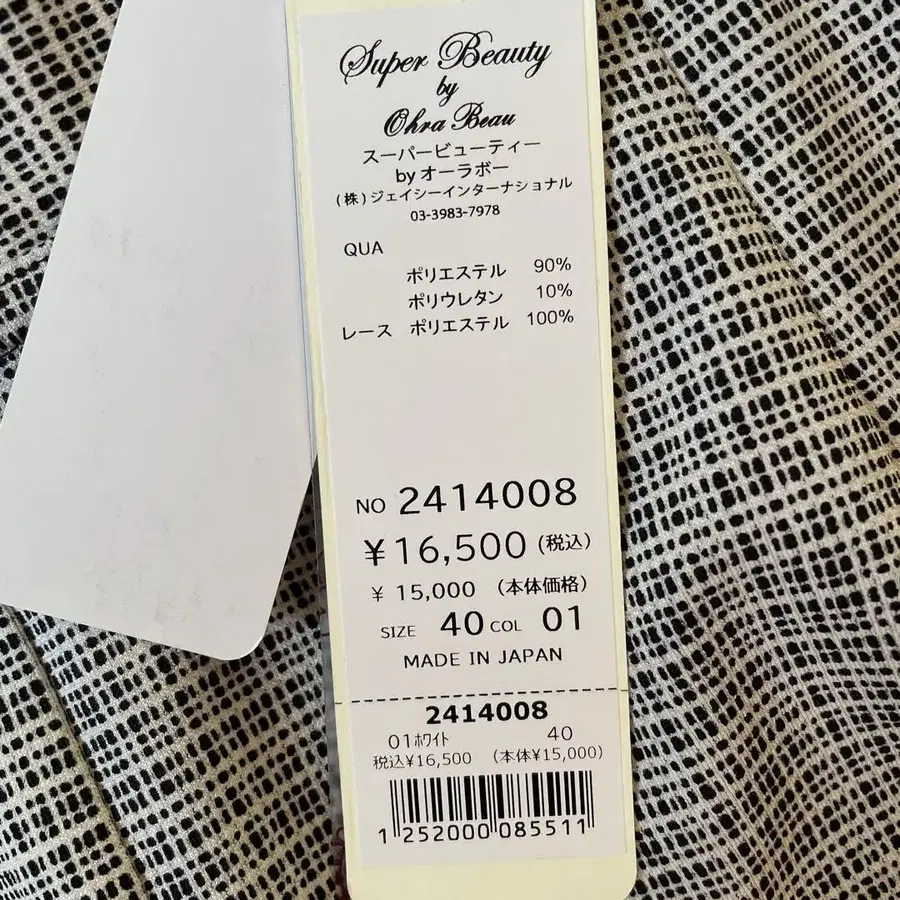 Super Beauty
by
Ohra Beau
スーパービューティー
by オーラボー
(株)ジェイシーインターナショナル
03-3983-7978
QUA
ポリエステル 90%
ポリウレタン 10%
レース ポリエステル 100%
NO 2414008
¥16,500 (税込)
¥ 15,000 (本体価格)
SIZE 40 COL 01
MADE IN JAPAN
2414008
01ﾎﾜｲﾄ 40
税込¥16,500 (本体¥15,000)
1 252000 085511